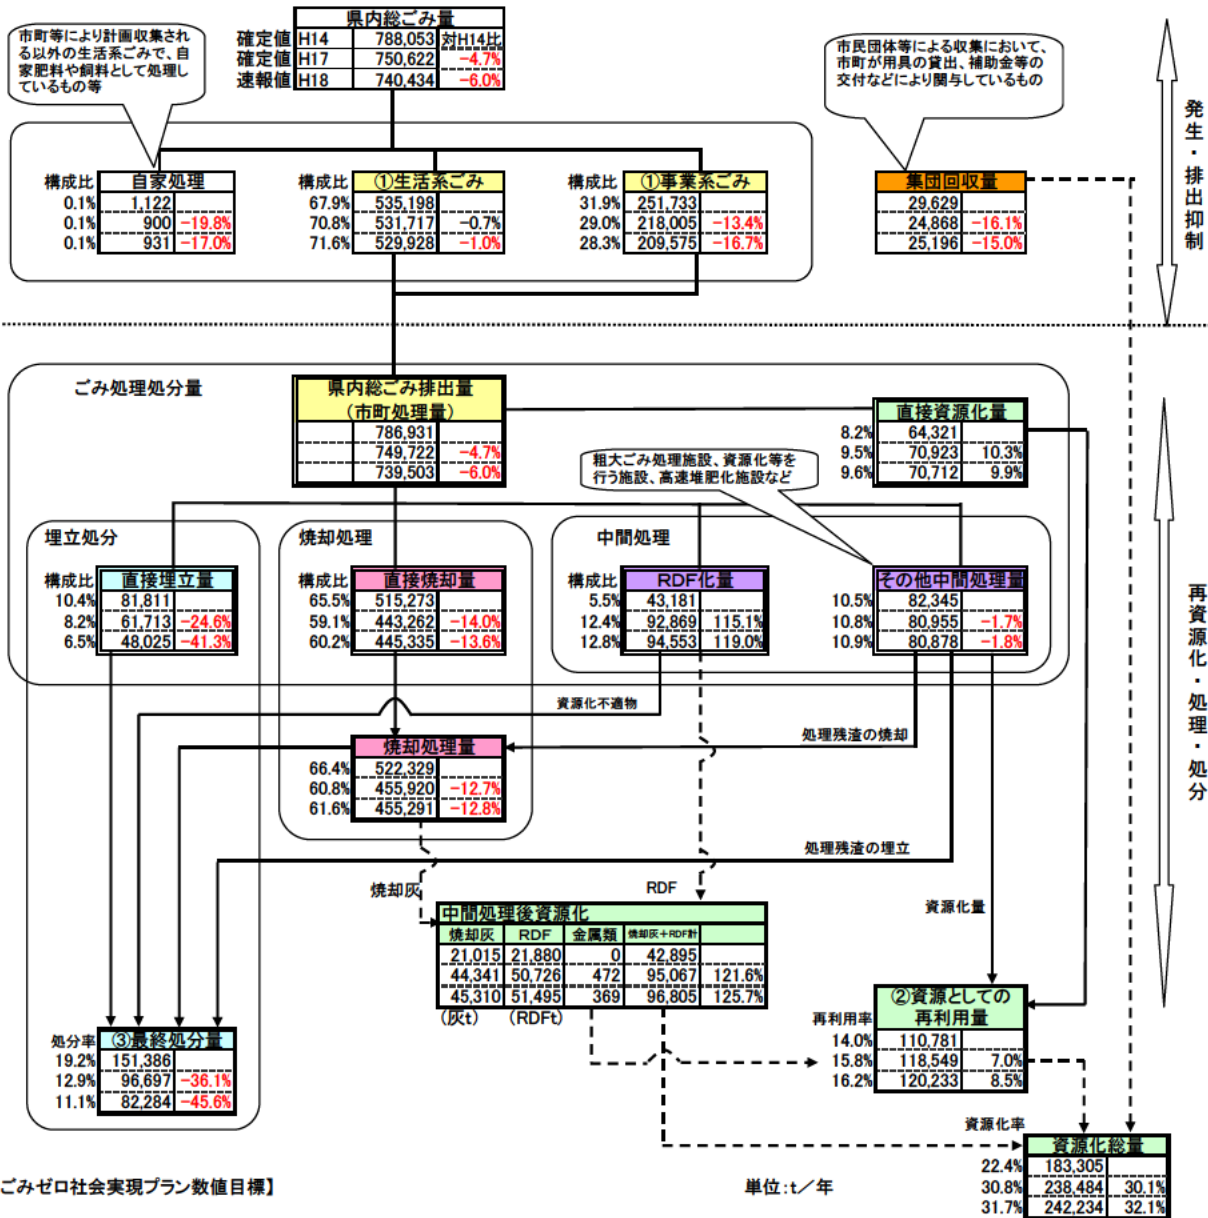 県内総ごみ量
確定値 H14 788,053 対H14比
確定値 H17 750,622 -4.7%
速報値 H18 740,434 -6.0%
市町等により計画収集され
る以外の生活系ごみで、自
家肥料や飼料として処理し
ているもの等
市民団体等による収集において、
市町が用具の貸出、補助金等の
交付などにより関与しているもの
発生・排出抑制
構成比 自家処理
0.1% 1,122
0.1% 900 -19.8%
0.1% 931 -17.0%
構成比 ①生活系ごみ
67.9% 535,198
70.8% 531,717 -0.7%
71.6% 529,928 -1.0%
構成比 ①事業系ごみ
31.9% 251,733
29.0% 218,005 -13.4%
28.3% 209,575 -16.7%
集団回収量
29,629
24,868 -16.1%
25,196 -15.0%
ごみ処理処分量
県内総ごみ排出量
(市町処理量)
786,931
749,722 -4.7%
739,503 -6.0%
直接資源化量
8.2% 64,321
9.5% 70,923 10.3%
9.6% 70,712 9.9%
粗大ごみ処理施設、資源化等を
行う施設、高速堆肥化施設など
再資源化・処理・処分
埋立処分
構成比 直接埋立量
10.4% 81,811
8.2% 61,713 -24.6%
6.5% 48,025 -41.3%
焼却処理
構成比 直接焼却量
65.5% 515,273
59.1% 443,262 -14.0%
60.2% 445,335 -13.6%
中間処理
構成比 RDF化量
5.5% 43,181
12.4% 92,869 115.1%
12.8% 94,553 119.0%
その他中間処理量
10.5% 82,345
10.8% 80,955 -1.7%
10.9% 80,878 -1.8%
資源化不適物
処理残渣の焼却
焼却処理量
66.4% 522,329
60.8% 455,920 -12.7%
61.6% 455,291 -12.8%
処理残渣の埋立
焼却灰
RDF
資源化量
中間処理後資源化
焼却灰 RDF 金属類 焼却灰+RDF計
21,015 21,880 0 42,895
44,341 50,726 472 95,067 121.6%
45,310 51,495 369 96,805 125.7%
(灰t) (RDFt)
②資源としての
再利用量
再利用率
14.0% 110,781
15.8% 118,549 7.0%
16.2% 120,233 8.5%
処分率 ③最終処分量
19.2% 151,386
12.9% 96,697 -36.1%
11.1% 82,284 -45.6%
資源化率
資源化総量
22.4% 183,305
30.8% 238,484 30.1%
31.7% 242,234 32.1%
ごみゼロ社会実現プラン数値目標】
単位:t/年